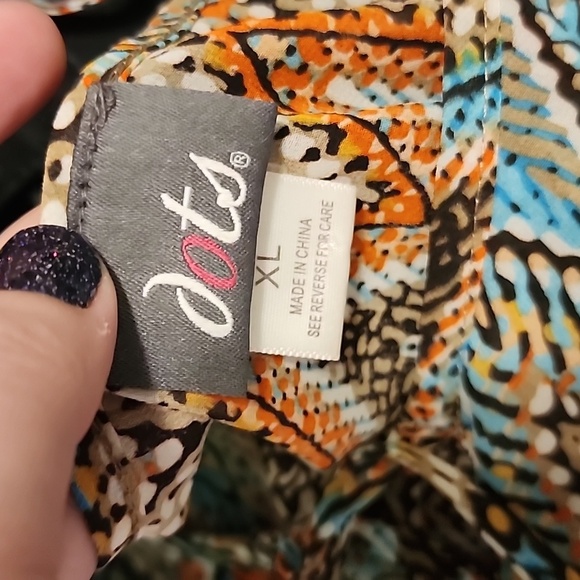 dots®
XL
MADE IN CHINA
SEE REVERSE FOR CARE